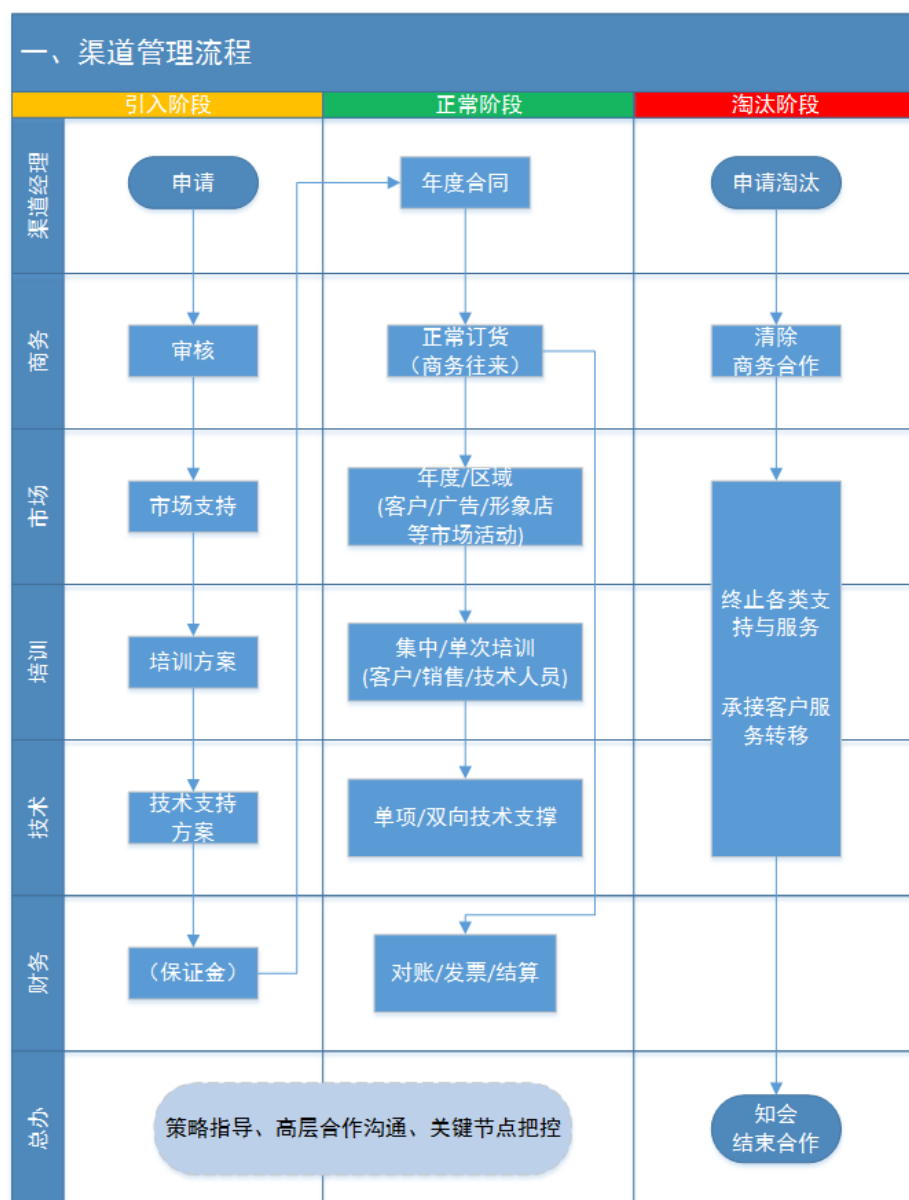 一、渠道管理流程
引入阶段
正常阶段
淘汰阶段
渠道经理
申请
年度合同
申请淘汰
商务
审核
正常订货
（商务往来）
清除
商务合作
市场
市场支持
年度/区域
(客户/广告/形象店
等市场活动)
终止各类支
持与服务
承接客户服
务转移
培训
培训方案
集中/单次培训
(客户/销售/技术人员)
技术
技术支持
方案
单项/双向技术支撑
财务
（保证金）
对账/发票/结算
总办
策略指导、高层合作沟通、关键节点把控
知会
结束合作